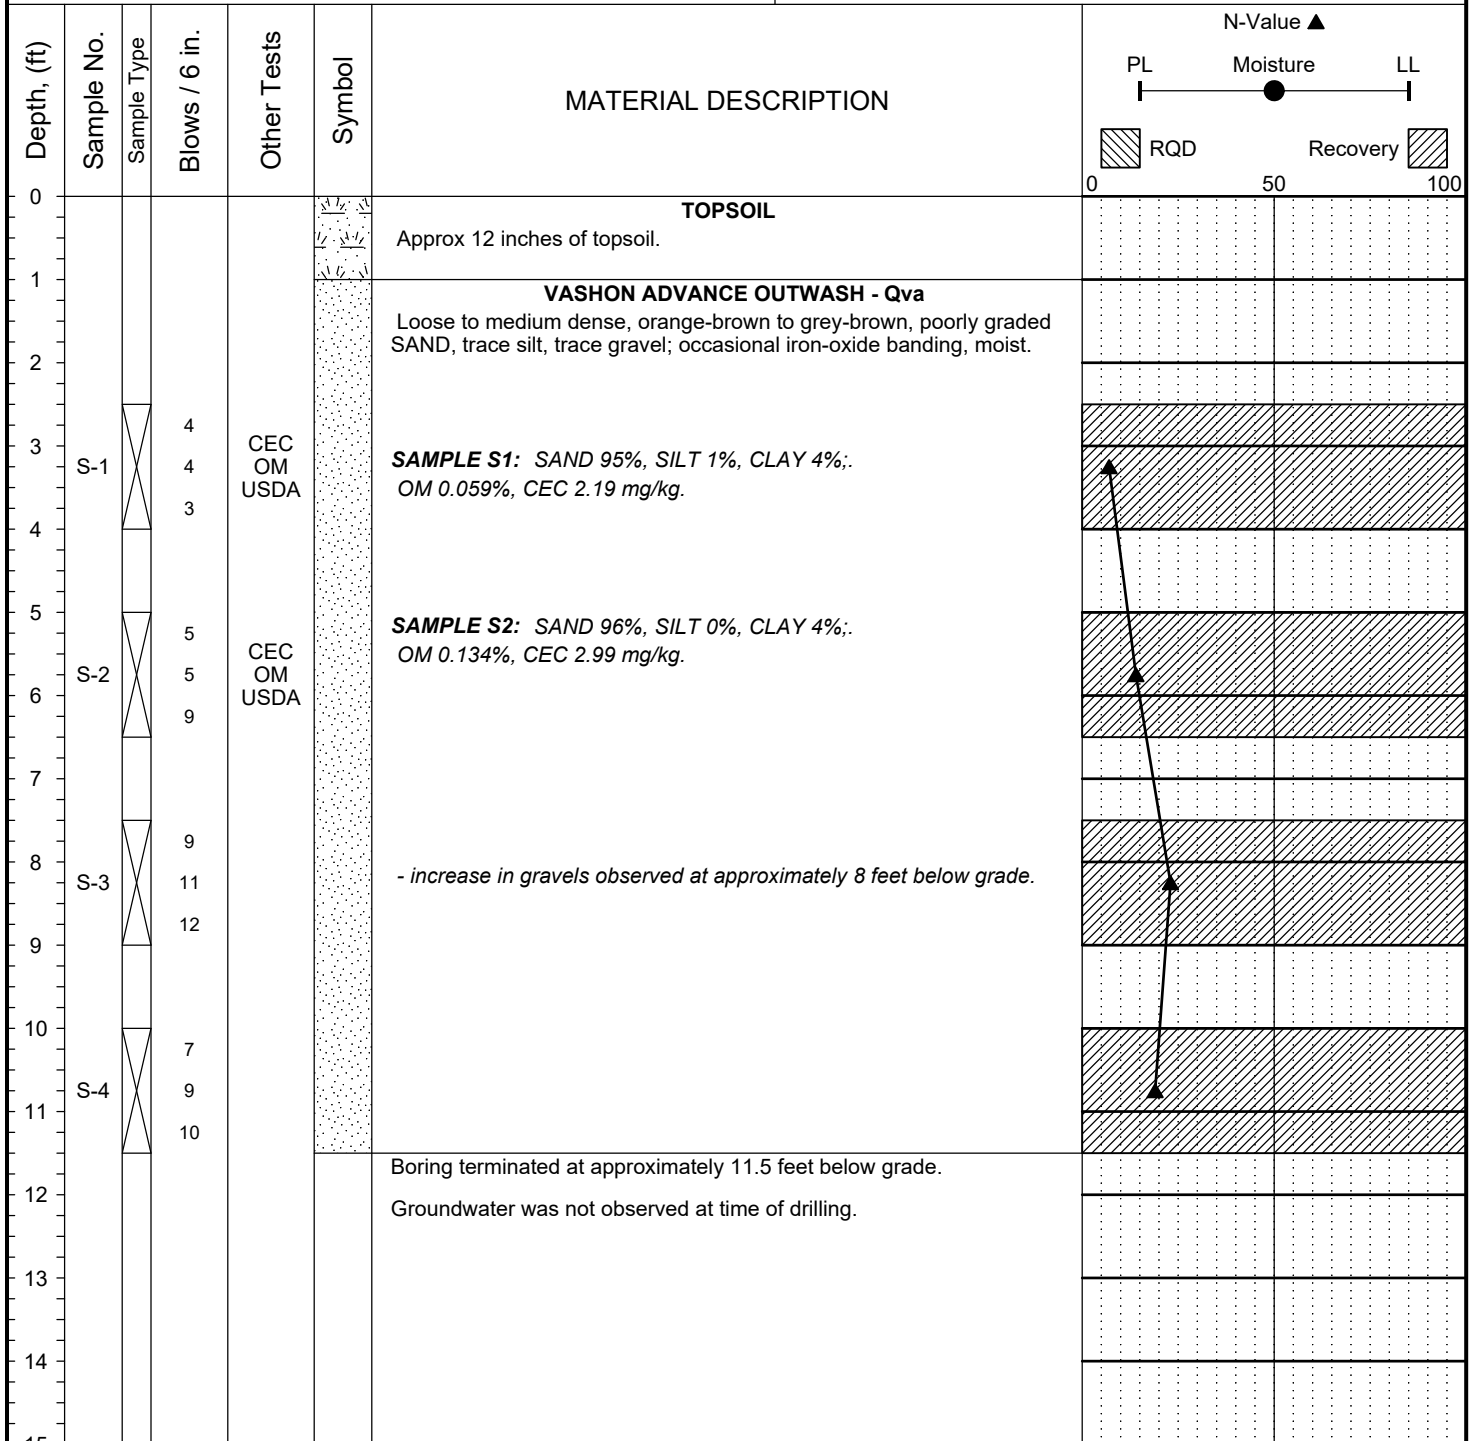 Depth, (ft)
Sample No.
Sample Type
Blows / 6 in.
Other Tests
Symbol
MATERIAL DESCRIPTION
N-Value ▲
PL Moisture LL
RQD Recovery
0 50 100
0
TOPSOIL
Approx 12 inches of topsoil.
1
VASHON ADVANCE OUTWASH - Qva
Loose to medium dense, orange-brown to grey-brown, poorly graded
SAND, trace silt, trace gravel; occasional iron-oxide banding, moist.
2
3
S-1
4
4
3
CEC
OM
USDA
SAMPLE S1: SAND 95%, SILT 1%, CLAY 4%;.
OM 0.059%, CEC 2.19 mg/kg.
4
5
S-2
5
5
9
CEC
OM
USDA
SAMPLE S2: SAND 96%, SILT 0%, CLAY 4%;.
OM 0.134%, CEC 2.99 mg/kg.
6
7
8
S-3
9
11
12
- increase in gravels observed at approximately 8 feet below grade.
9
10
S-4
7
9
10
11
Boring terminated at approximately 11.5 feet below grade.
12
Groundwater was not observed at time of drilling.
13
14
15